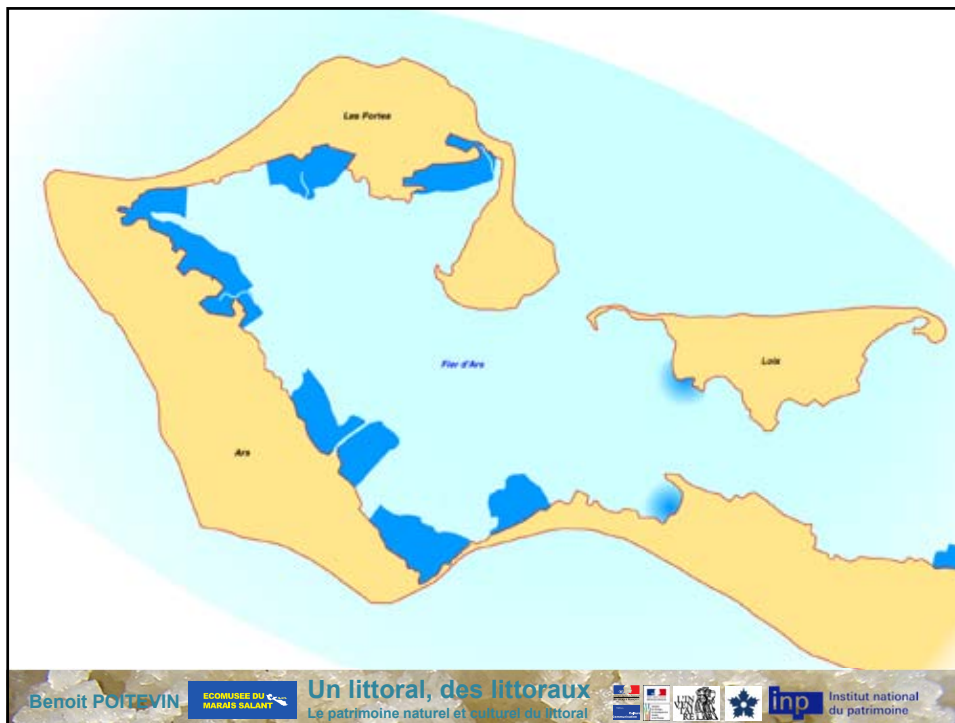 Les Portes
Fier d'Ars
Loix
Ars
Benoit POITEVIN
ECOMUSEE DU
MARAIS SALANT
Un littoral, des littoraux
Le patrimoine naturel et culturel du littoral
inp
Institut national
du patrimoine